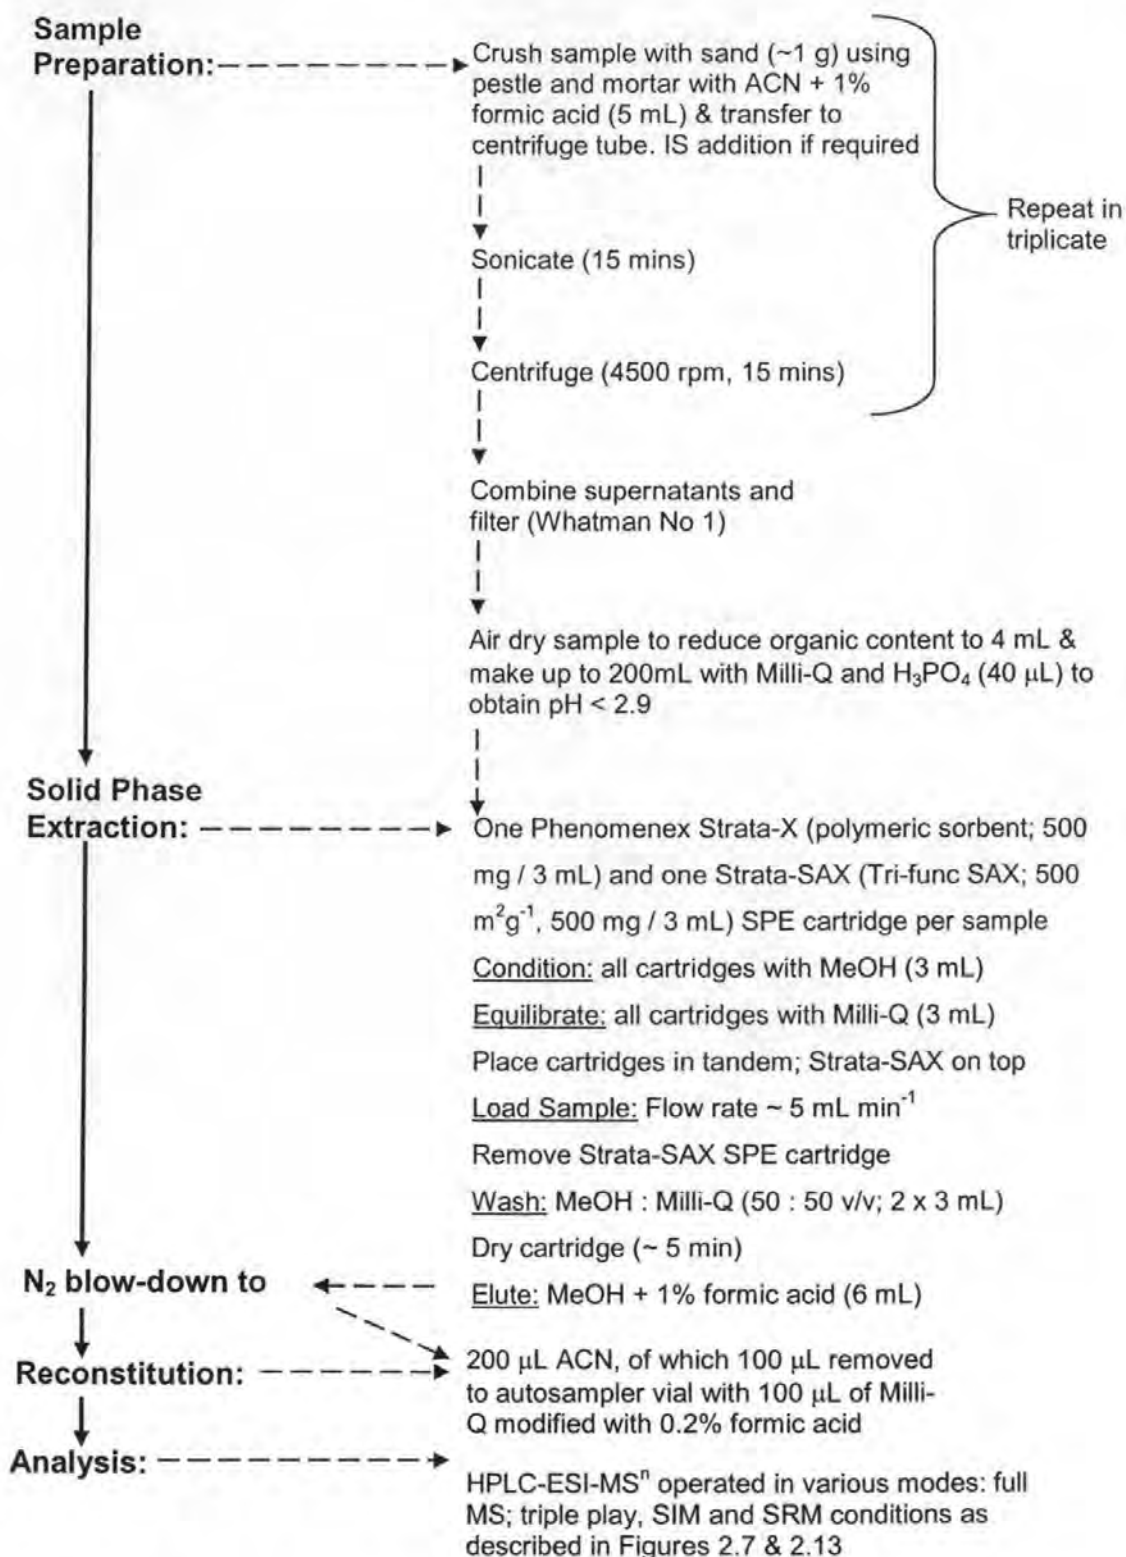 Sample
Preparation:
Crush sample with sand (~1 g) using
pestle and mortar with ACN + 1%
formic acid (5 mL) & transfer to
centrifuge tube. IS addition if required
Repeat in
triplicate
Sonicate (15 mins)
Centrifuge (4500 rpm, 15 mins)
Combine supernatants and
filter (Whatman No 1)
Air dry sample to reduce organic content to 4 mL &
make up to 200mL with Milli-Q and H₃PO₄ (40 µL) to
obtain pH < 2.9
Solid Phase
Extraction:
One Phenomenex Strata-X (polymeric sorbent; 500
mg / 3 mL) and one Strata-SAX (Tri-func SAX; 500
m²g⁻¹, 500 mg / 3 mL) SPE cartridge per sample
Condition: all cartridges with MeOH (3 mL)
Equilibrate: all cartridges with Milli-Q (3 mL)
Place cartridges in tandem; Strata-SAX on top
Load Sample: Flow rate ~ 5 mL min⁻¹
Remove Strata-SAX SPE cartridge
Wash: MeOH : Milli-Q (50 : 50 v/v; 2 x 3 mL)
Dry cartridge (~ 5 min)
N₂ blow-down to
Elute: MeOH + 1% formic acid (6 mL)
Reconstitution:
200 µL ACN, of which 100 µL removed
to autosampler vial with 100 µL of Milli-
Q modified with 0.2% formic acid
Analysis:
HPLC-ESI-MSⁿ operated in various modes: full
MS; triple play, SIM and SRM conditions as
described in Figures 2.7 & 2.13